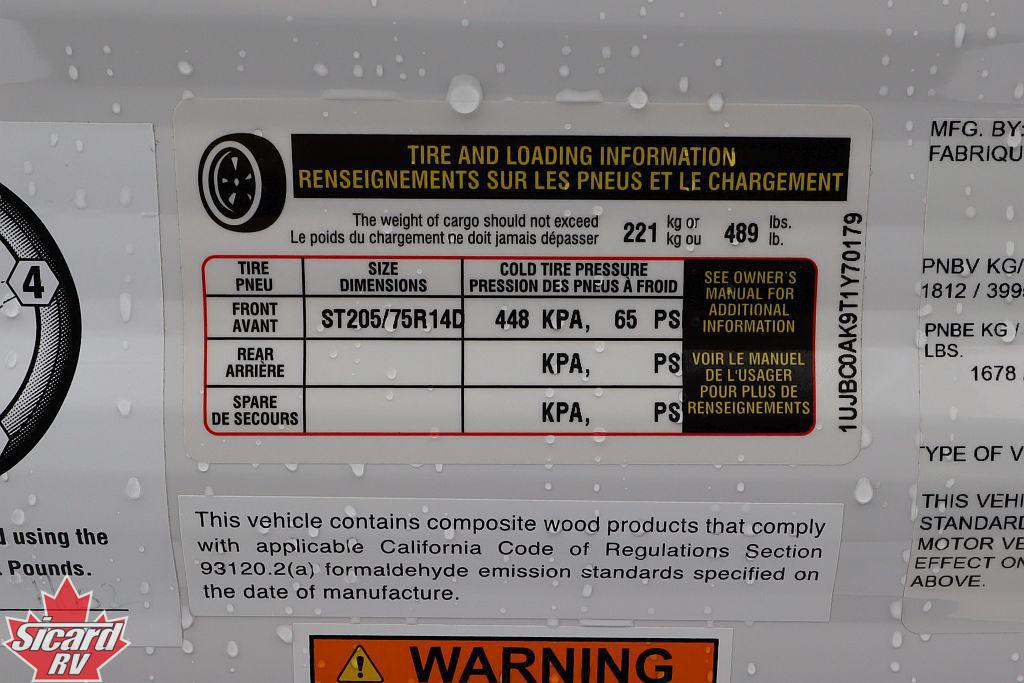 TIRE AND LOADING INFORMATION
RENSEIGNEMENTS SUR LES PNEUS ET LE CHARGEMENT
The weight of cargo should not exceed 221 kg or 489 lbs.
Le poids du chargement ne doit jamais dépasser kg ou lb.
TIRE PNEU
SIZE DIMENSIONS
COLD TIRE PRESSURE
PRESSION DES PNEUS À FROID
FRONT AVANT
ST205/75R14D 448 KPA, 65 PS
REAR ARRIÈRE
KPA, PS
SPARE DE SECOURS
KPA, PS
SEE OWNER'S
MANUAL FOR
ADDITIONAL
INFORMATION
VOIR LE MANUEL
DE L'USAGER
POUR PLUS DE
RENSEIGNEMENTS
1UJBC0AK9T1Y70179
This vehicle contains composite wood products that comply
with applicable California Code of Regulations Section
93120.2(a) formaldehyde emission standards specified on
the date of manufacture.
WARNING
4
using the
Pounds.
Sicard
RV
MFG. BY:
FABRIQU
PNBV KG/
1812 / 399
PNBE KG /
LBS.
1678
TYPE OF V
THIS VEHI
STANDARD
MOTOR VE
EFFECT ON
ABOVE.